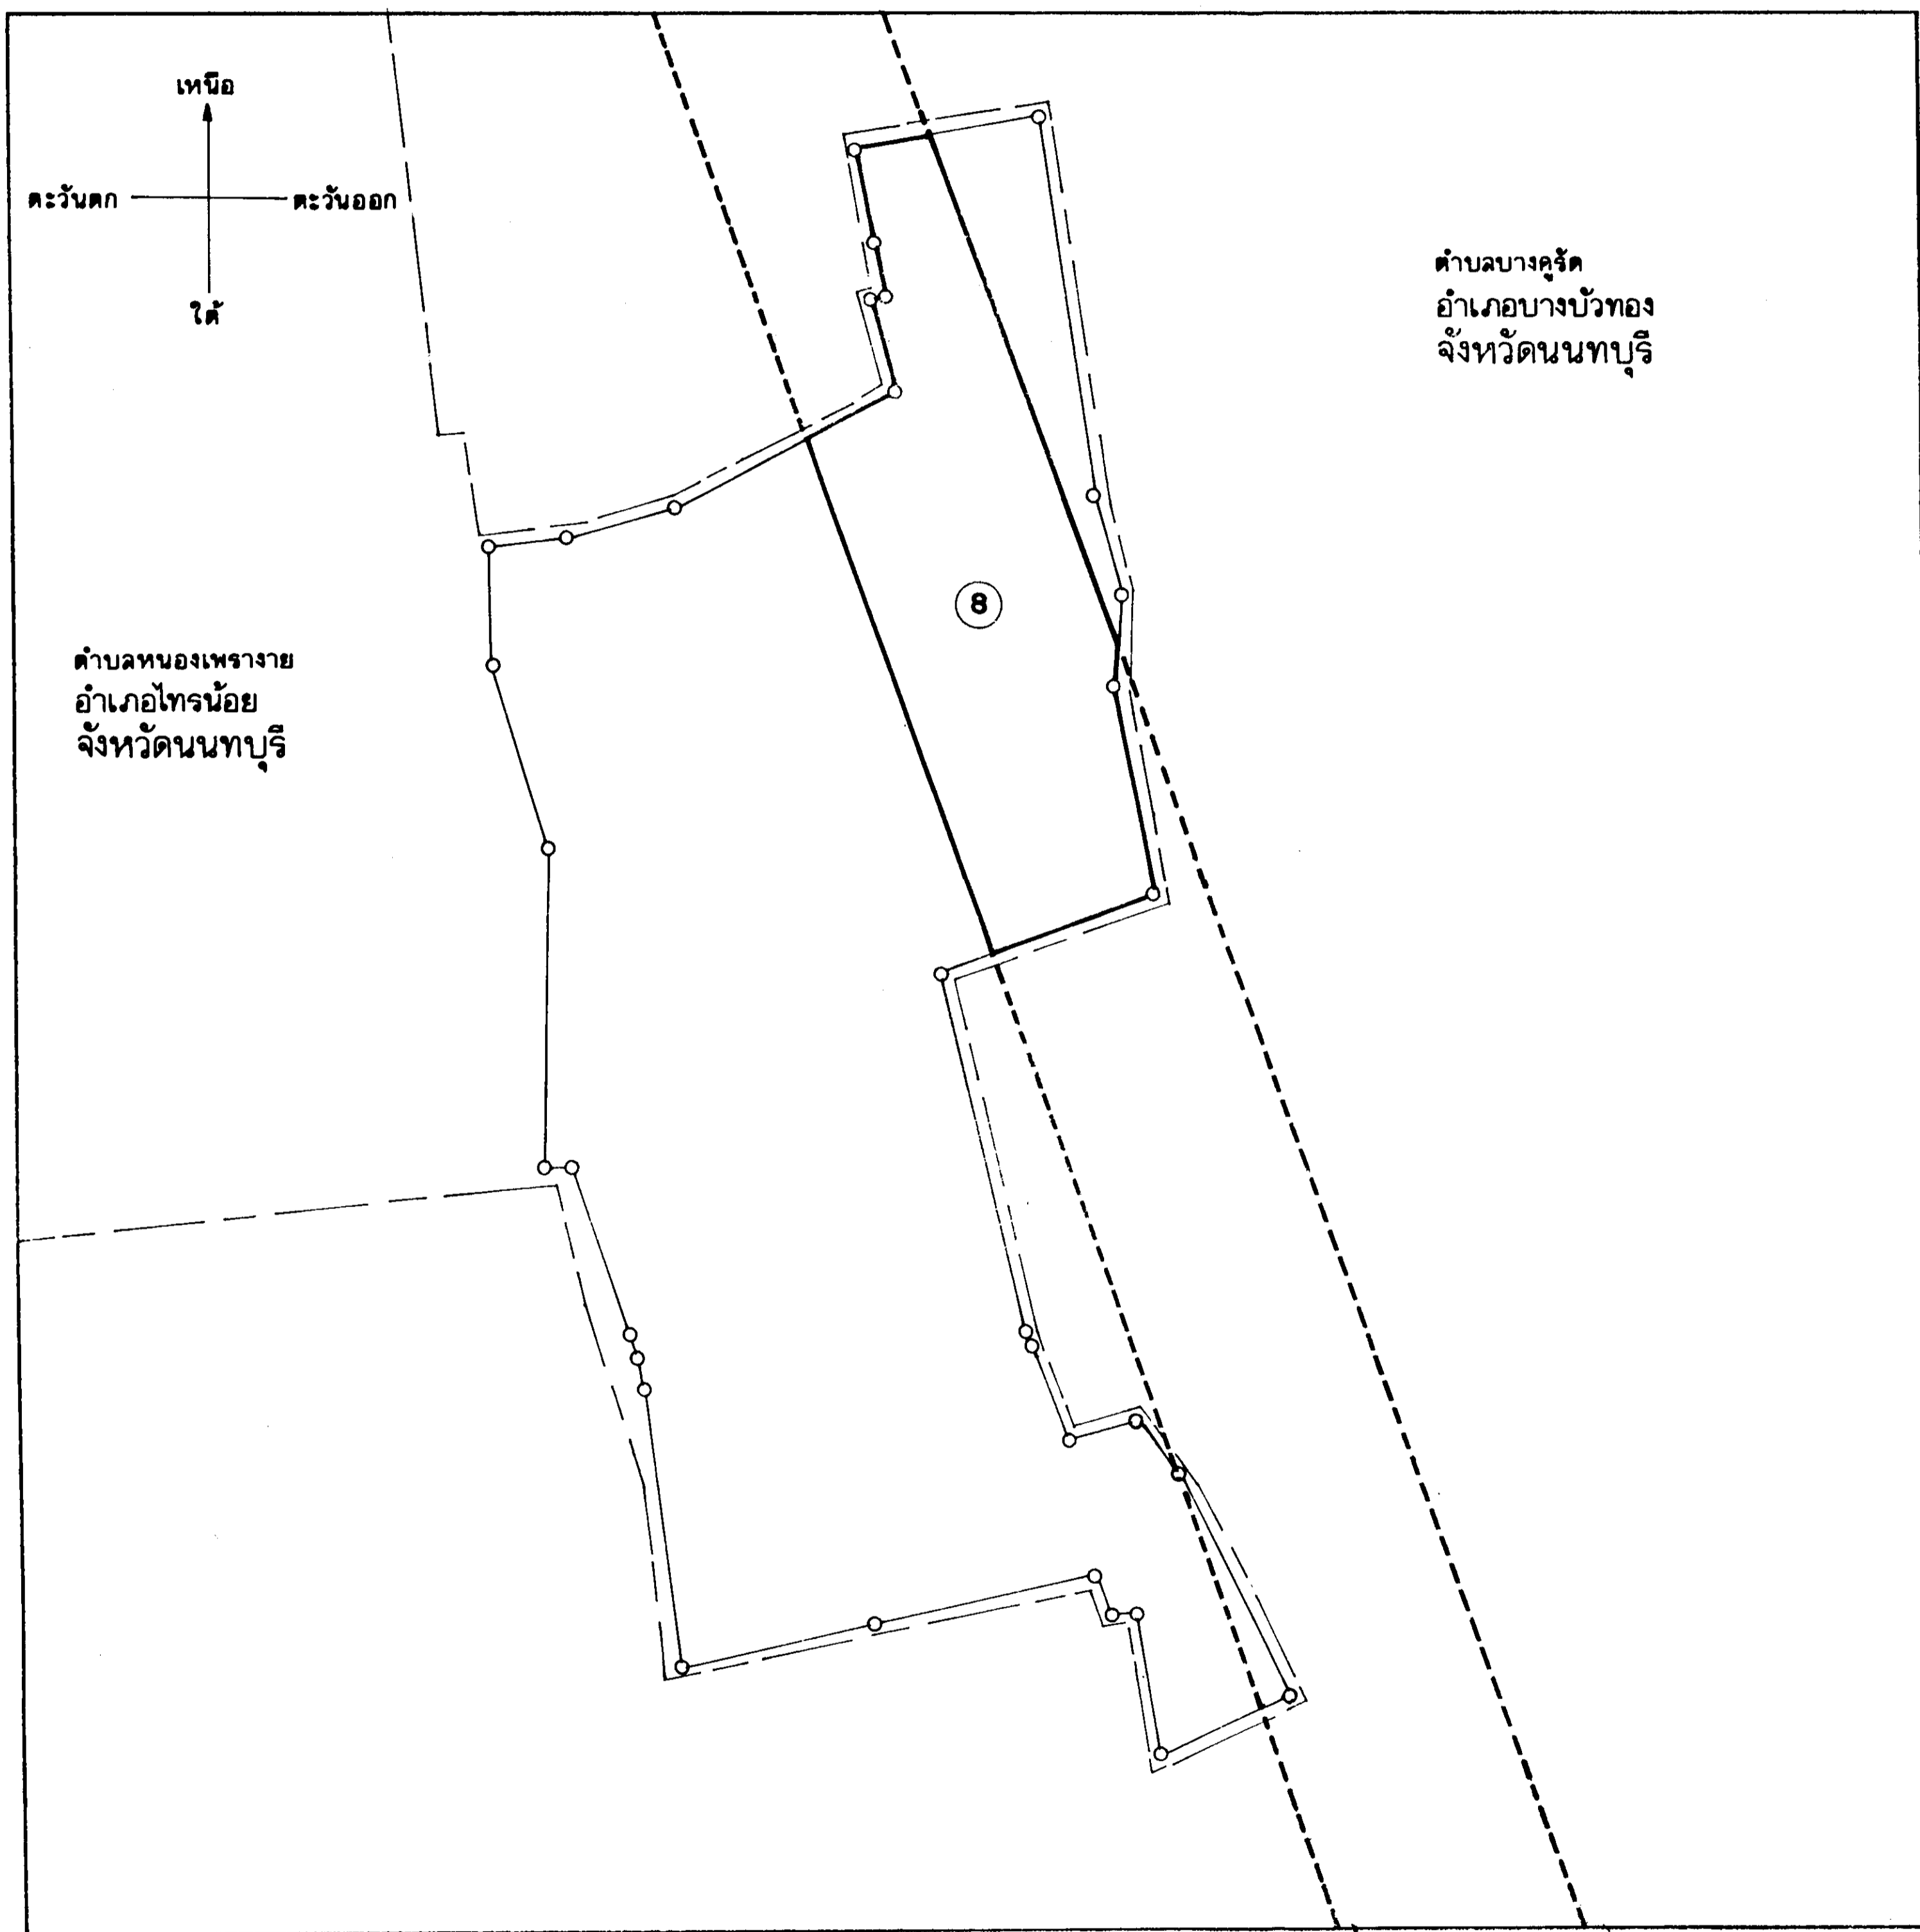 เหนือ
ตะวันตก ตะวันออก
ใต้
ตำบลบางคูรัด
อำเภอบางบัวทอง
จังหวัดนนทบุรี
8
ตำบลหนองเพรางาย
อำเภอไทรน้อย
จังหวัดนนทบุรี